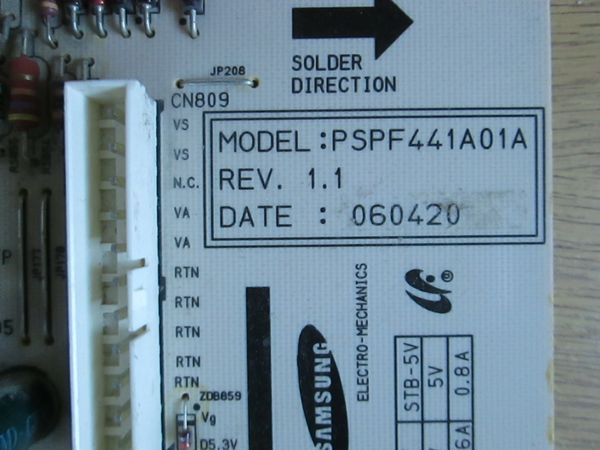 SOLDER
DIRECTION
JP208
CN809
VS
VS
N.C.
VA
VA
RTN
RTN
RTN
RTN
RTN
MODEL:PSPF441A01A
REV. 1.1
DATE : 060420
ZDB859
Vg
D5.3V
ELECTRO-MECHANICS
SAMSUNG
STB-5V
5V
0.8A